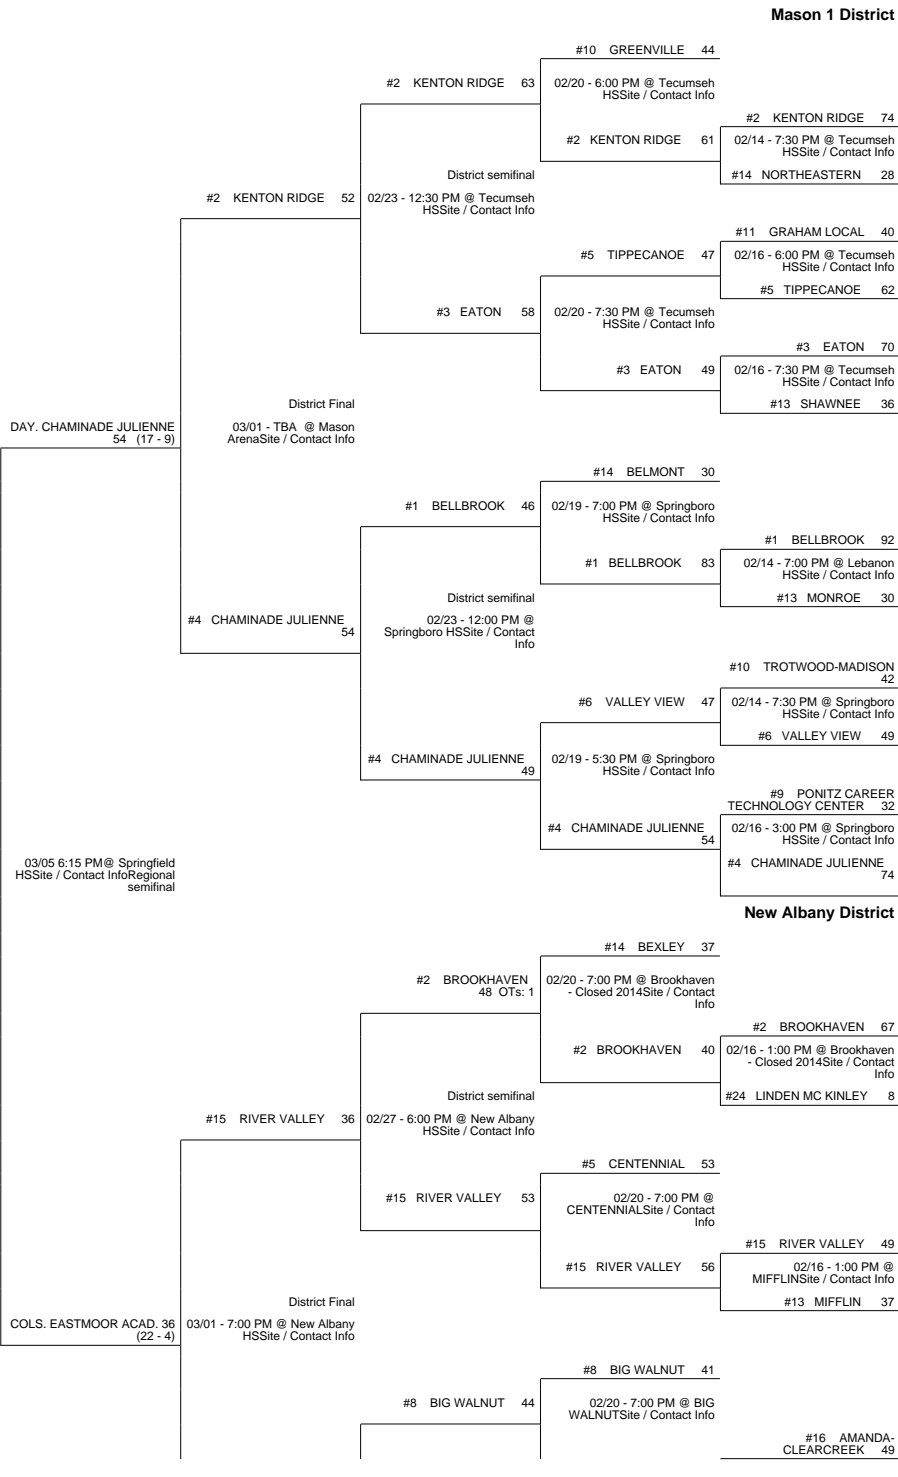 Mason 1 District
#10 GREENVILLE 44
#2 KENTON RIDGE 63
02/20 - 6:00 PM @ Tecumseh
HSSite / Contact Info
#2 KENTON RIDGE 74
#2 KENTON RIDGE 61
02/14 - 7:30 PM @ Tecumseh
HSSite / Contact Info
#14 NORTHEASTERN 28
District semifinal
#2 KENTON RIDGE 52
02/23 - 12:30 PM @ Tecumseh
HSSite / Contact Info
#11 GRAHAM LOCAL 40
#5 TIPPECANOE 47
02/16 - 6:00 PM @ Tecumseh
HSSite / Contact Info
#5 TIPPECANOE 62
#3 EATON 58
02/20 - 7:30 PM @ Tecumseh
HSSite / Contact Info
#3 EATON 70
#3 EATON 49
02/16 - 7:30 PM @ Tecumseh
HSSite / Contact Info
#13 SHAWNEE 36
District Final
DAY. CHAMINADE JULIENNE
54 (17 - 9)
03/01 - TBA @ Mason
ArenaSite / Contact Info
#14 BELMONT 30
#1 BELLBROOK 46
02/19 - 7:00 PM @ Springboro
HSSite / Contact Info
#1 BELLBROOK 92
#1 BELLBROOK 83
02/14 - 7:00 PM @ Lebanon
HSSite / Contact Info
#13 MONROE 30
District semifinal
#4 CHAMINADE JULIENNE
54
02/23 - 12:00 PM @
Springboro HSSite / Contact
Info
#10 TROTWOOD-MADISON
42
#6 VALLEY VIEW 47
02/14 - 7:30 PM @ Springboro
HSSite / Contact Info
#6 VALLEY VIEW 49
#4 CHAMINADE JULIENNE
49
02/19 - 5:30 PM @ Springboro
HSSite / Contact Info
#9 PONITZ CAREER
TECHNOLOGY CENTER 32
#4 CHAMINADE JULIENNE
54
02/16 - 3:00 PM @ Springboro
HSSite / Contact Info
#4 CHAMINADE JULIENNE
74
03/05 6:15 PM@ Springfield
HSSite / Contact InfoRegional
semifinal
New Albany District
#14 BEXLEY 37
#2 BROOKHAVEN
48 OTs: 1
02/20 - 7:00 PM @ Brookhaven
- Closed 2014Site / Contact
Info
#2 BROOKHAVEN 67
#2 BROOKHAVEN 40
02/16 - 1:00 PM @ Brookhaven
- Closed 2014Site / Contact
Info
#24 LINDEN MC KINLEY 8
District semifinal
#15 RIVER VALLEY 36
02/27 - 6:00 PM @ New Albany
HSSite / Contact Info
#5 CENTENNIAL 53
#15 RIVER VALLEY 53
02/20 - 7:00 PM @
CENTENNIALSite / Contact
Info
#15 RIVER VALLEY 49
#15 RIVER VALLEY 56
02/16 - 1:00 PM @
MIFFLINSite / Contact Info
#13 MIFFLIN 37
District Final
COLS. EASTMOOR ACAD. 36
(22 - 4)
03/01 - 7:00 PM @ New Albany
HSSite / Contact Info
#8 BIG WALNUT 41
#8 BIG WALNUT 44
02/20 - 7:00 PM @ BIG
WALNUTSite / Contact Info
#16 AMANDA-
CLEARCREEK 49